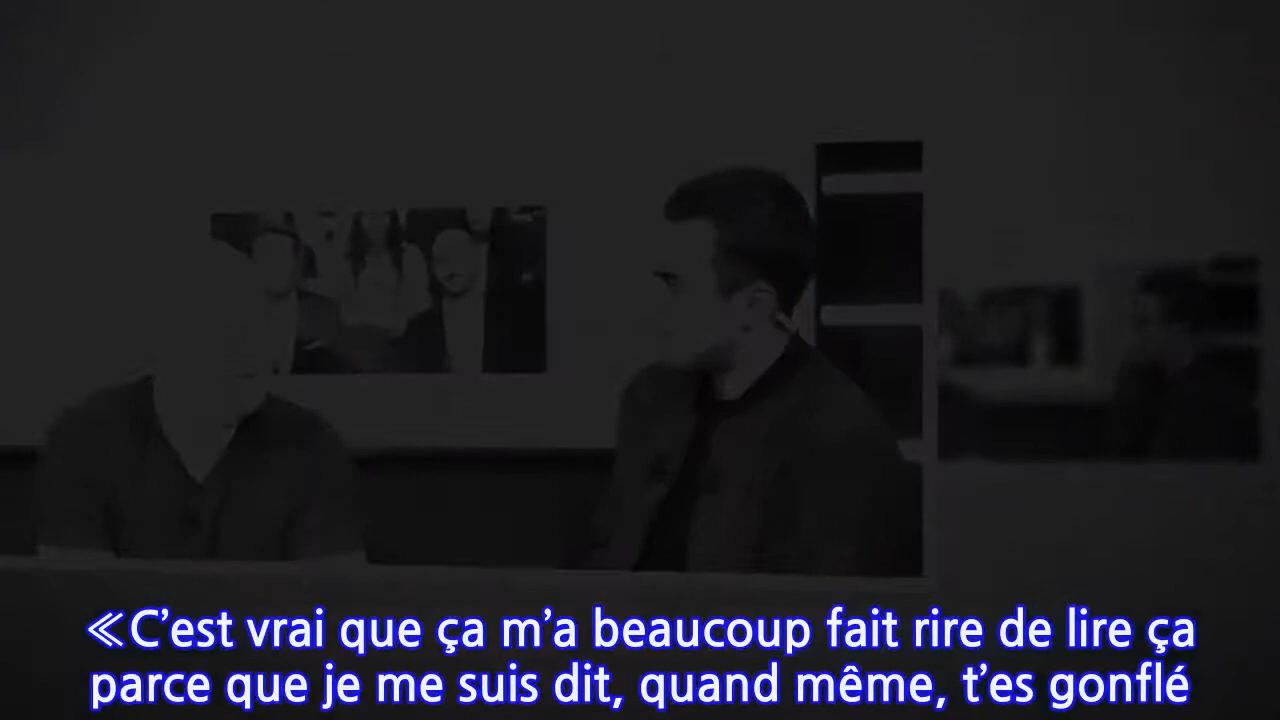 ≪C’est vrai que ça m’a beaucoup fait rire de lire ça
parce que je me suis dit, quand même, t’es gonflé